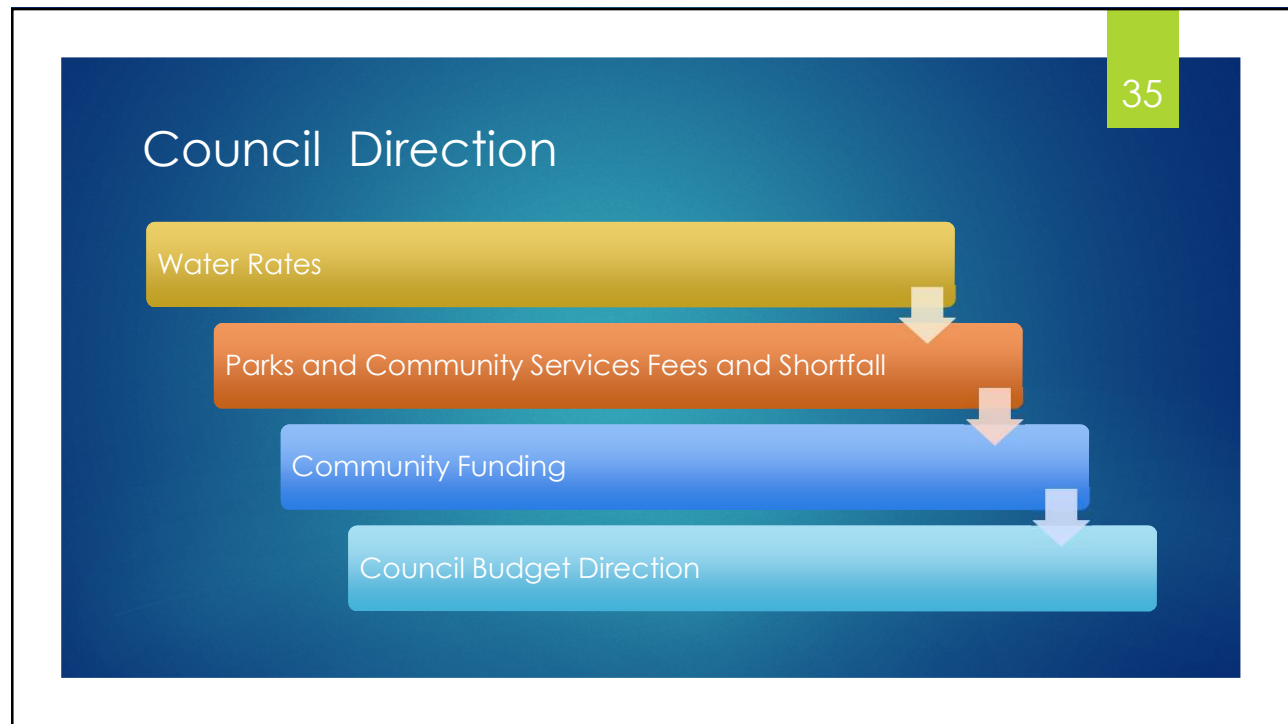 35
Council Direction
Water Rates
Parks and Community Services Fees and Shortfall
Community Funding
Council Budget Direction